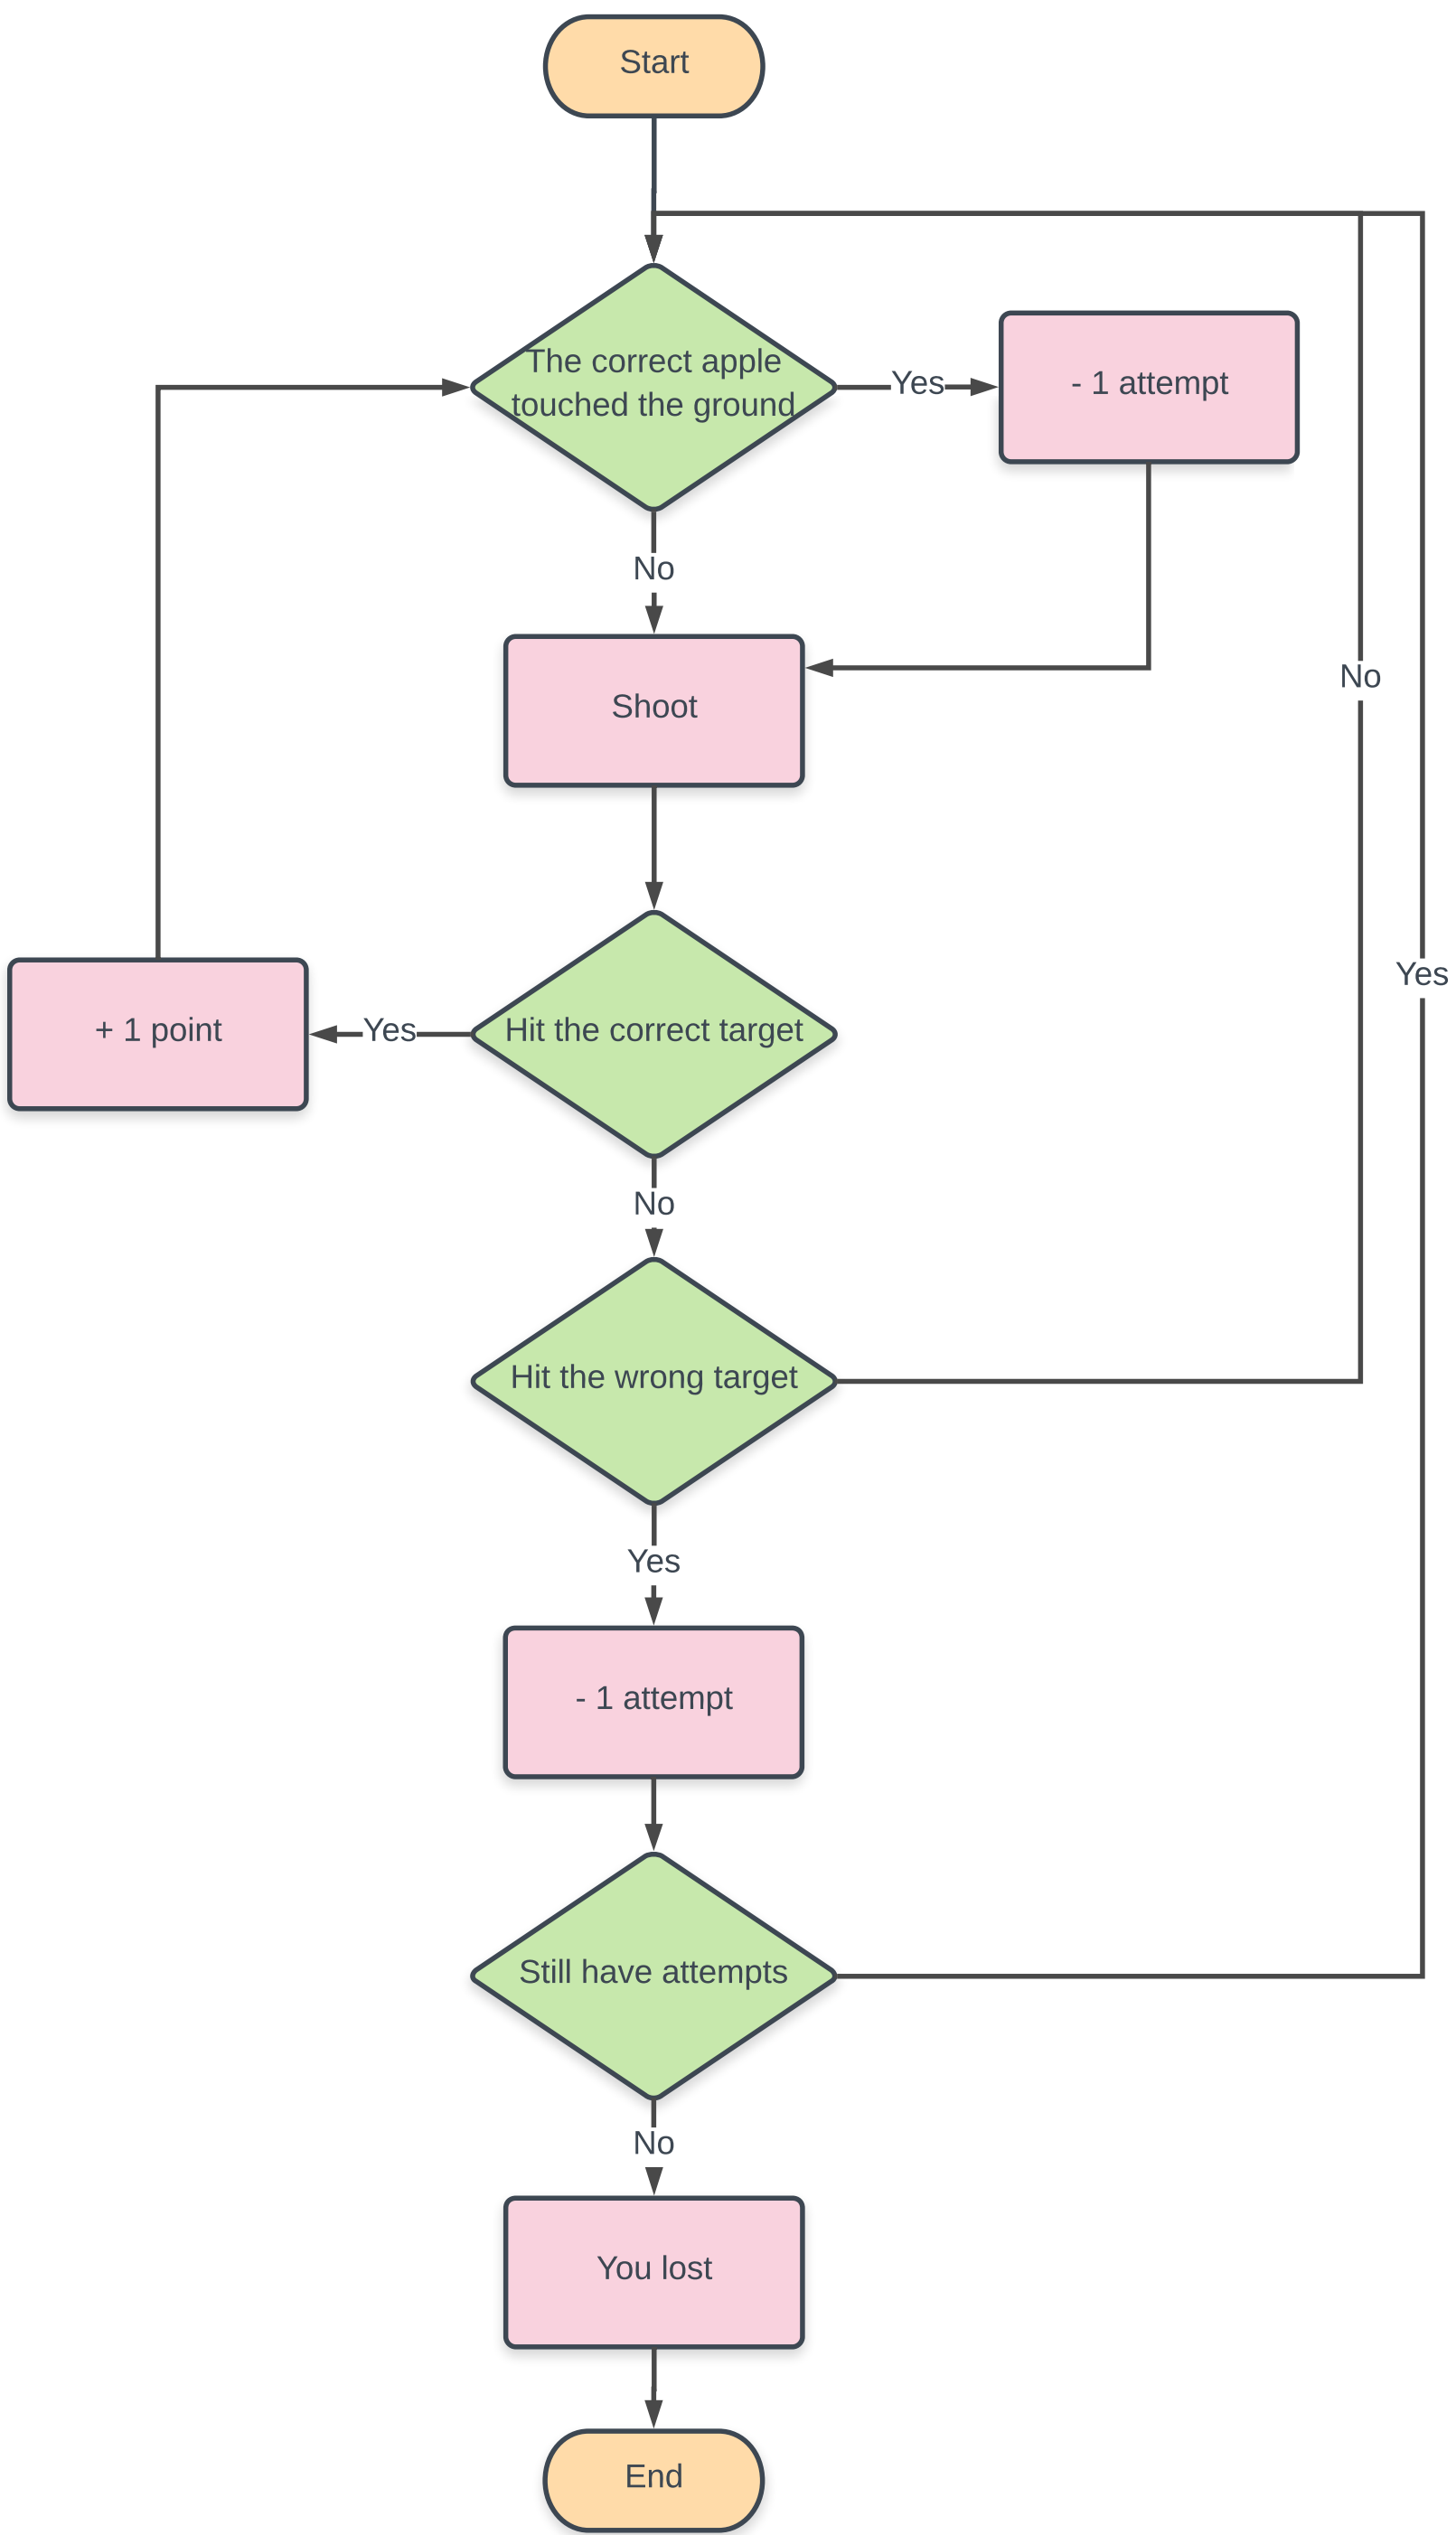 Start
The correct apple
touched the ground
Yes
- 1 attempt
No
Shoot
No
+ 1 point
Yes
Hit the correct target
Yes
No
Hit the wrong target
Yes
- 1 attempt
Still have attempts
No
You lost
End